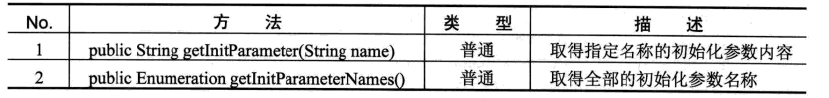 No. 方 法 类 型 描 述
1 public String getInitParameter(String name) 普通 取得指定名称的初始化参数内容
2 public Enumeration getInitParameterNames() 普通 取得全部的初始化参数名称